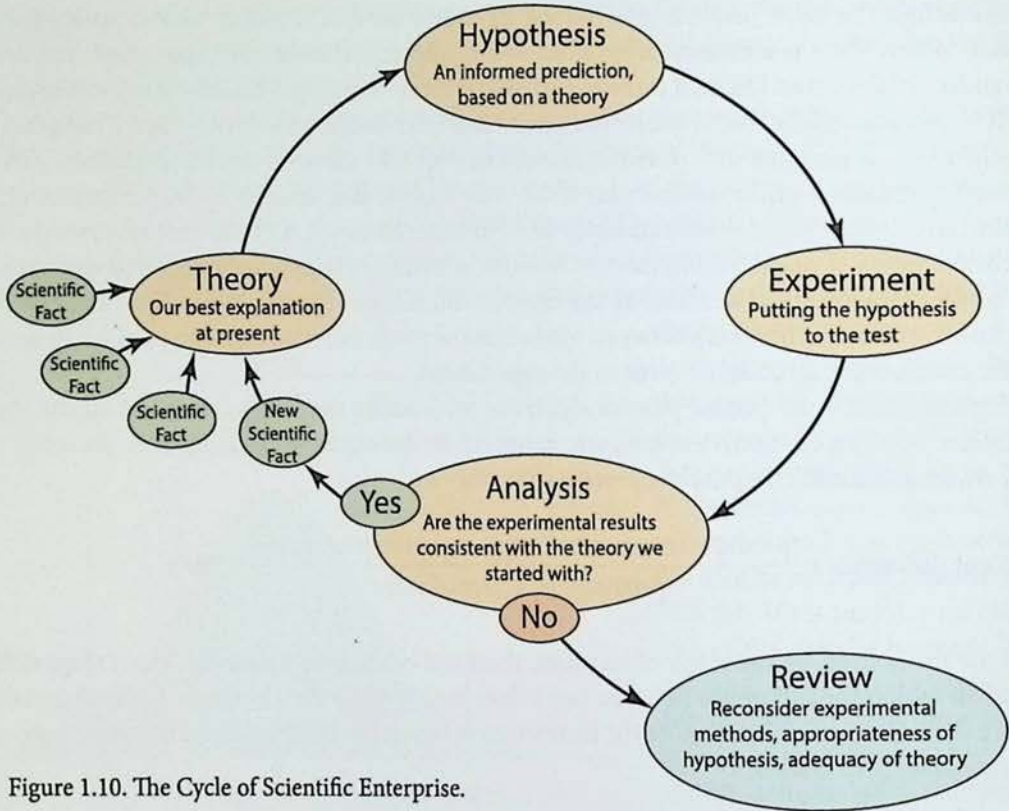 Hypothesis
An informed prediction,
based on a theory
Experiment
Putting the hypothesis
to the test
Theory
Our best explanation
at present
Scientific
Fact
Scientific
Fact
Scientific
Fact
New
Scientific
Fact
Yes
Analysis
Are the experimental results
consistent with the theory we
started with?
No
Review
Reconsider experimental
methods, appropriateness of
hypothesis, adequacy of theory
Figure 1.10. The Cycle of Scientific Enterprise.